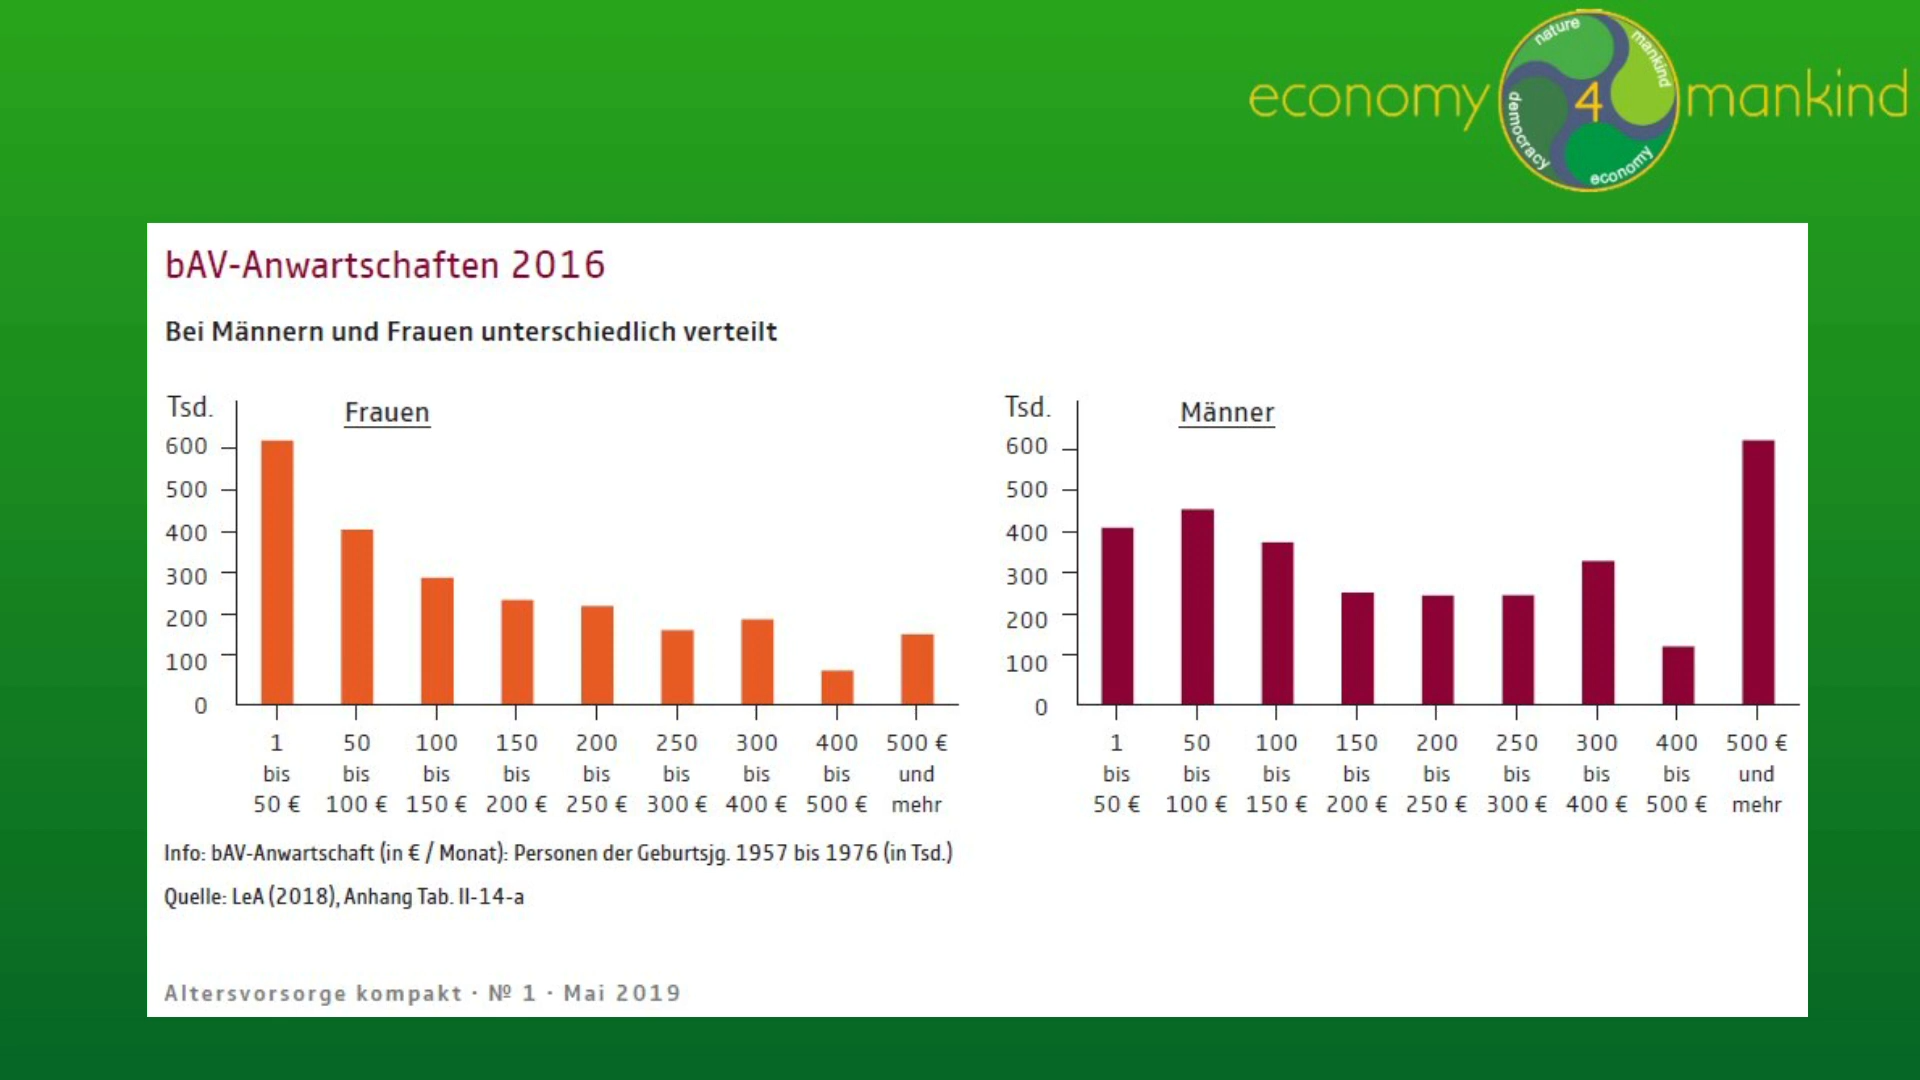 economy 4 mankind
nature
mankind
democracy
economy
bAV-Anwartschaften 2016
Bei Männern und Frauen unterschiedlich verteilt
Tsd.
Frauen
600
500
400
300
200
100
0
1 50 100 150 200 250 300 400 500 €
bis bis bis bis bis bis bis bis und
50 € 100 € 150 € 200 € 250 € 300 € 400 € 500 € mehr
Tsd.
Männer
600
500
400
300
200
100
0
1 50 100 150 200 250 300 400 500 €
bis bis bis bis bis bis bis bis und
50 € 100 € 150 € 200 € 250 € 300 € 400 € 500 € mehr
Info: bAV-Anwartschaft (in € / Monat): Personen der Geburtsjg. 1957 bis 1976 (in Tsd.)
Quelle: LeA (2018), Anhang Tab. II-14-a
Altersvorsorge kompakt · № 1 · Mai 2019